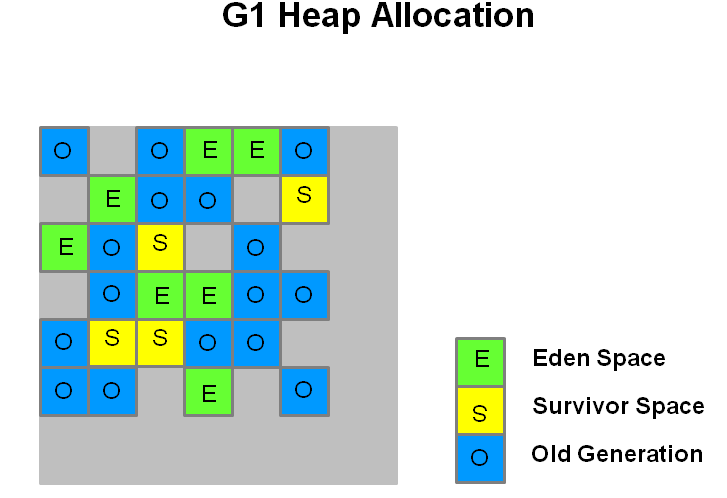 G1 Heap Allocation
O O E E O
E O O S
E O S O
O E E O O
O S S O O
O O E O
E Eden Space
S Survivor Space
O Old Generation